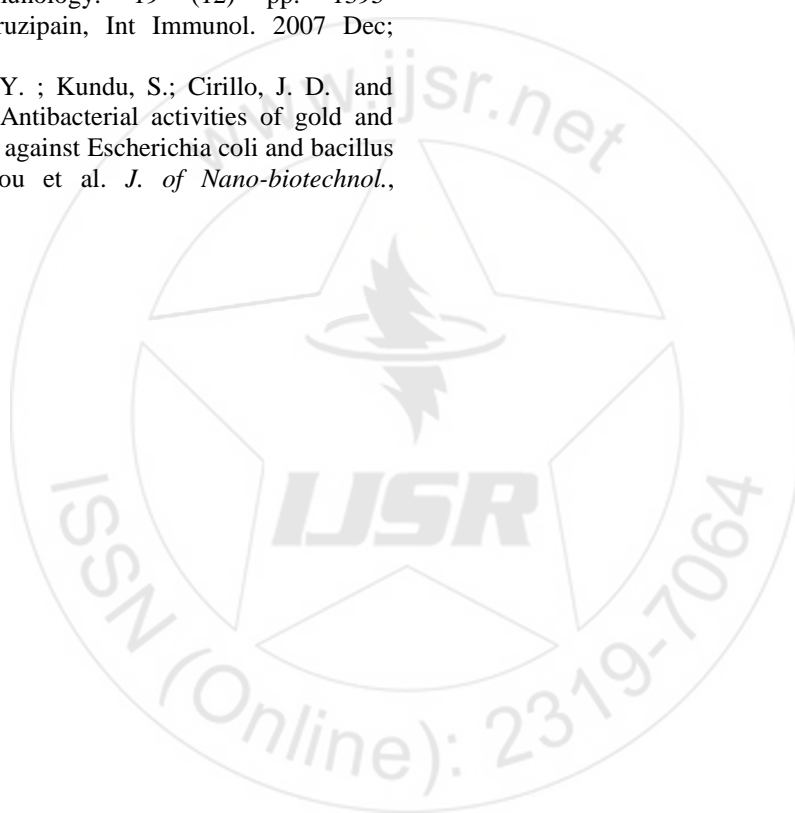 19 (12) pp. 1395-
ruzipain, Int Immunol. 2007 Dec;
Y. ; Kundu, S.; Cirillo, J. D. and
Antibacterial activities of gold and
against Escherichia coli and bacillus
ou et al. J. of Nano-biotechnol.,
www.ijsr.net
IJSR
ISSN (Online): 2319-7064